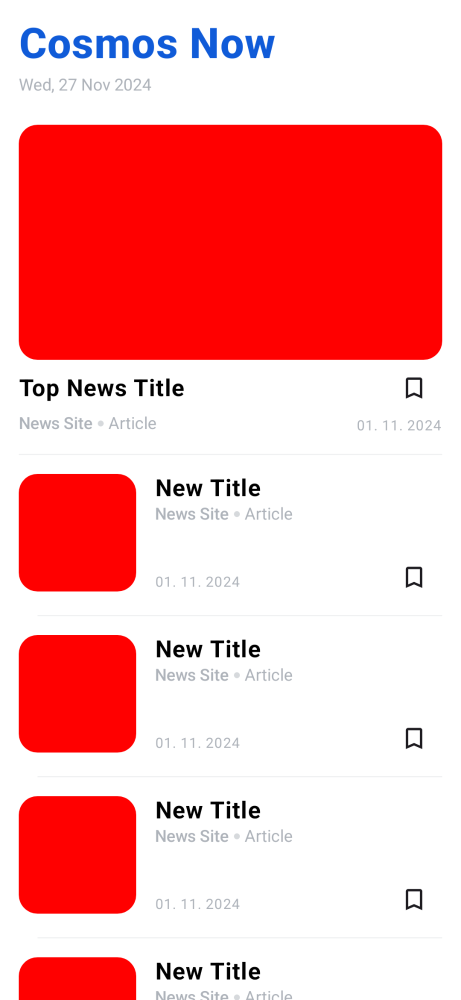 Cosmos Now
Wed, 27 Nov 2024
Top News Title
News Site • Article
01. 11. 2024
New Title
News Site • Article
01. 11. 2024
New Title
News Site • Article
01. 11. 2024
New Title
News Site • Article
01. 11. 2024
New Title
News Site • Article